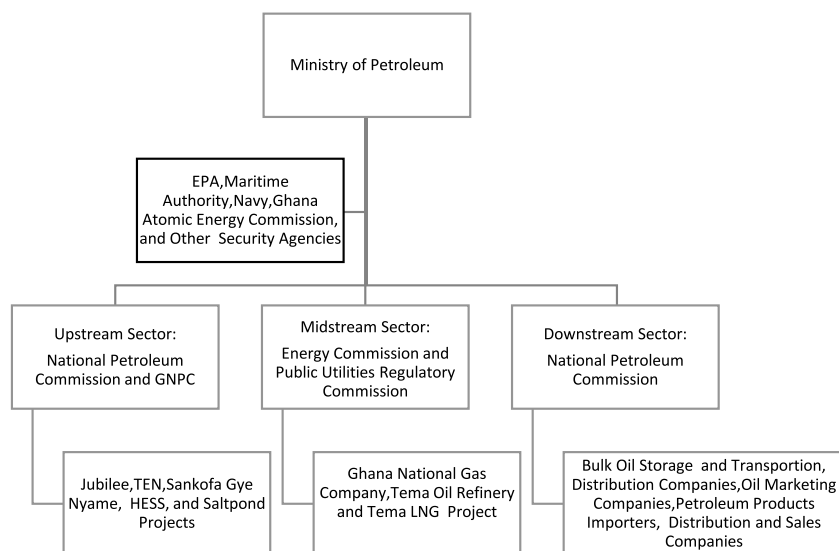 Ministry of Petroleum
EPA,Maritime
Authority,Navy,Ghana
Atomic Energy Commission,
and Other Security Agencies
Upstream Sector:
National Petroleum
Commission and GNPC
Midstream Sector:
Energy Commission and
Public Utilities Regulatory
Commission
Downstream Sector:
National Petroleum
Commission
Jubilee,TEN,Sankofa Gye
Nyame, HESS, and Saltpond
Projects
Ghana National Gas
Company,Tema Oil Refinery
and Tema LNG Project
Bulk Oil Storage and Transportion,
Distribution Companies,Oil Marketing
Companies,Petroleum Products
Importers, Distribution and Sales
Companies